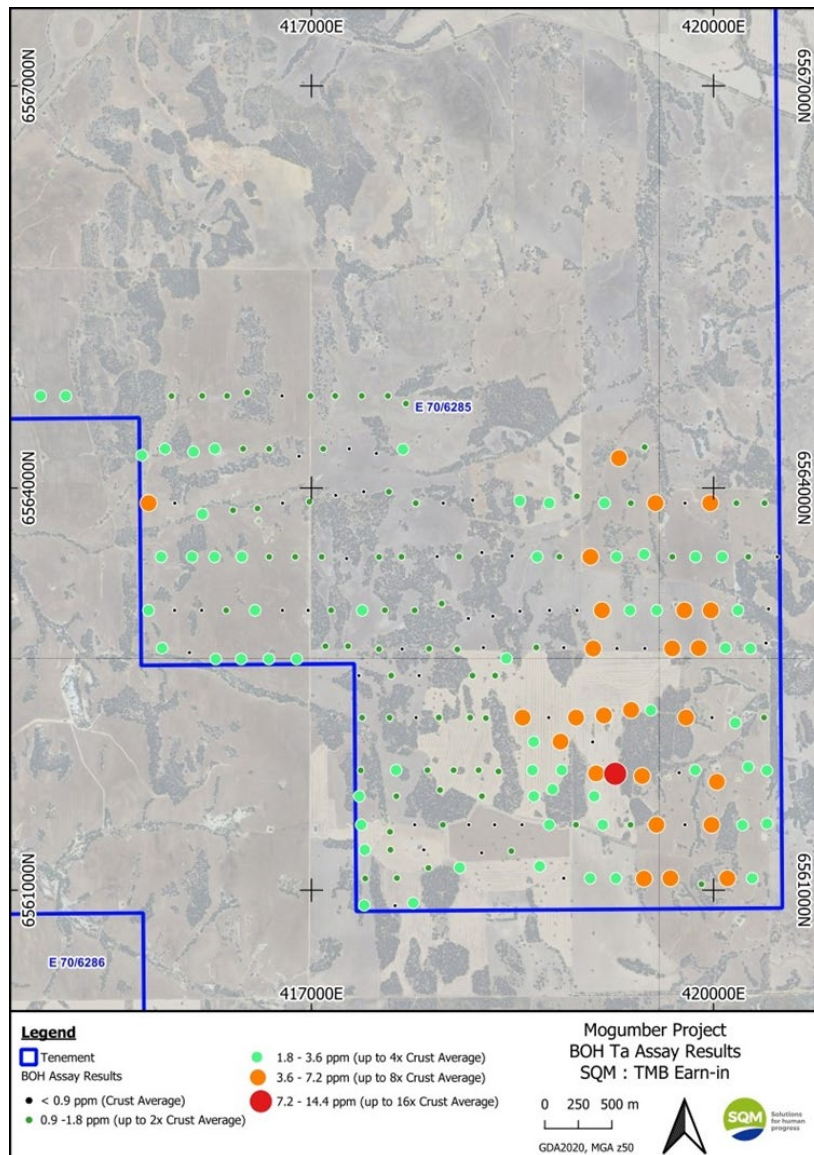 417000E 420000E
6567000N 6567000N
E 70/6285
6564000N 6564000N
6561000N 6561000N
E 70/6286
417000E 420000E
Legend
Tenement
BOH Assay Results
< 0.9 ppm (Crust Average)
0.9 -1.8 ppm (up to 2x Crust Average)
1.8 - 3.6 ppm (up to 4x Crust Average)
3.6 - 7.2 ppm (up to 8x Crust Average)
7.2 - 14.4 ppm (up to 16x Crust Average)
Mogumber Project
BOH Ta Assay Results
SQM : TMB Earn-in
0 250 500 m
GDA2020, MGA z50
SQM
Solutions
for human
progress